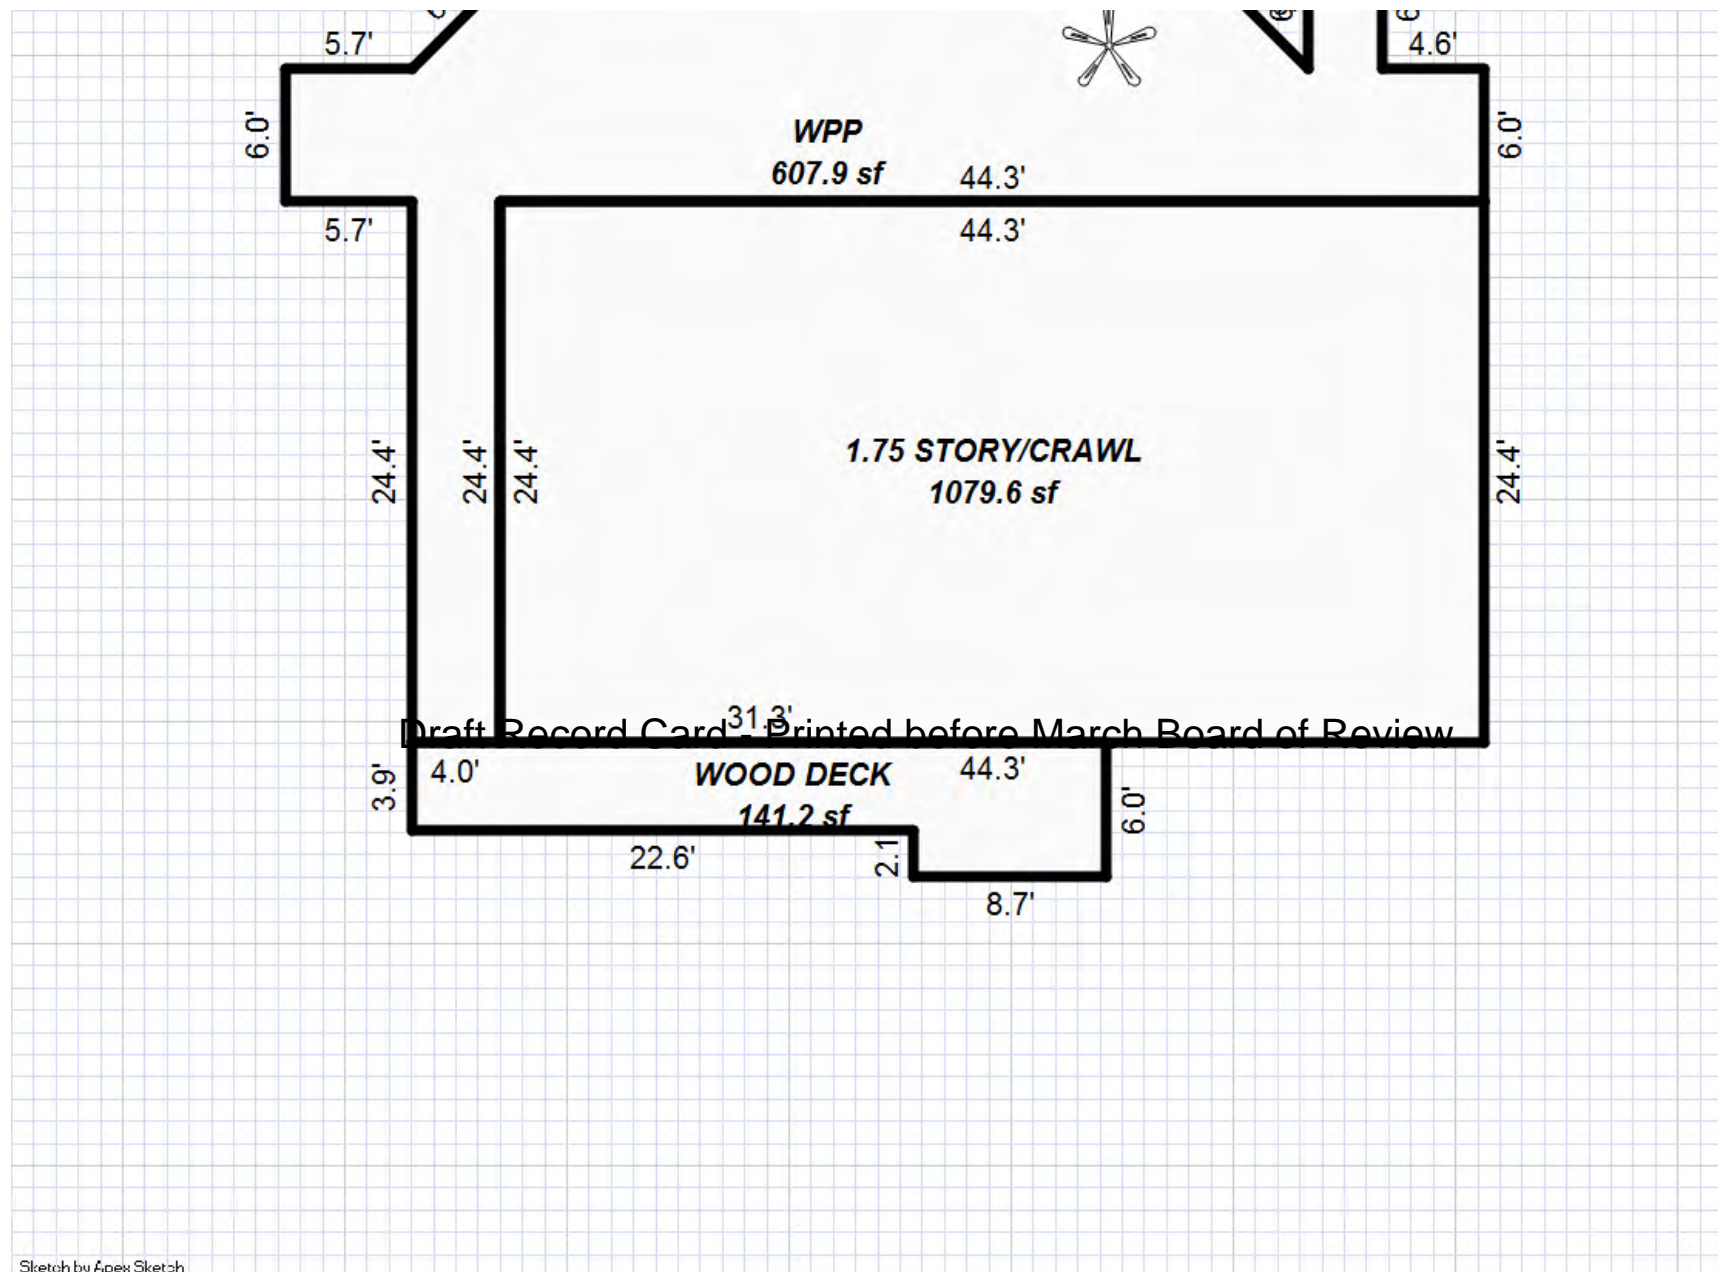 5.7'
4.6'
6.0'
6.0'
WPP
607.9 sf
44.3'
5.7'
44.3'
1.75 STORY/CRAWL
1079.6 sf
24.4'
24.4'
24.4'
24.4'
31.3'
Draft Record Card - Printed before March Board of Review
4.0'
WOOD DECK
44.3'
3.9'
141.2 sf
6.0'
22.6'
2.1
8.7'
Sketch by Apex Sketch